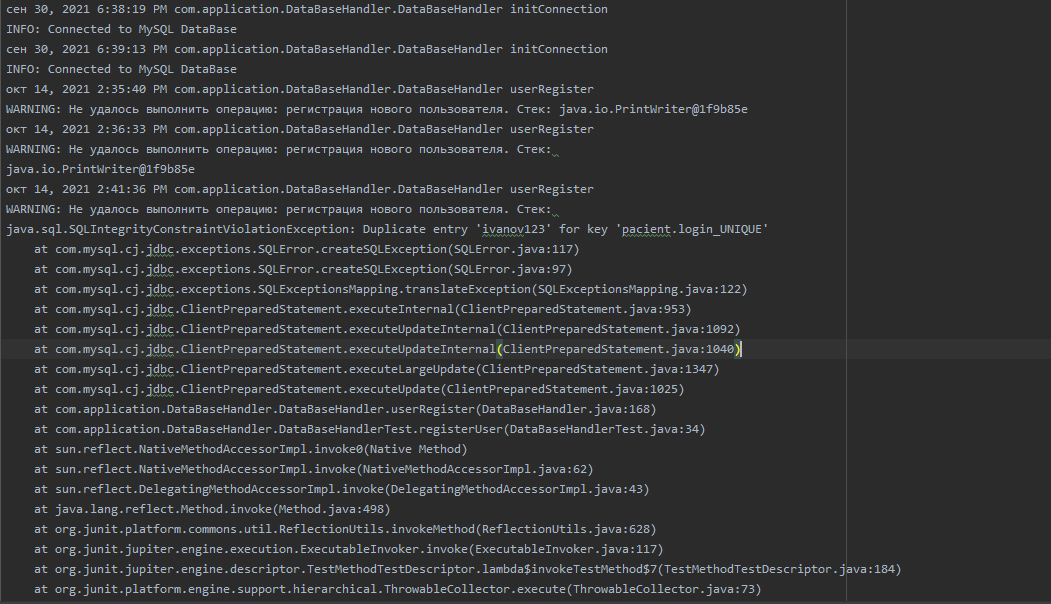 сен 30, 2021 6:38:19 PM com.application.DataBaseHandler.DataBaseHandler initConnection
INFO: Connected to MySQL DataBase
сен 30, 2021 6:39:13 PM com.application.DataBaseHandler.DataBaseHandler initConnection
INFO: Connected to MySQL DataBase
окт 14, 2021 2:35:40 PM com.application.DataBaseHandler.DataBaseHandler userRegister
WARNING: Не удалось выполнить операцию: регистрация нового пользователя. Стек: java.io.PrintWriter@1f9b85e
окт 14, 2021 2:36:33 PM com.application.DataBaseHandler.DataBaseHandler userRegister
WARNING: Не удалось выполнить операцию: регистрация нового пользователя. Стек:
java.io.PrintWriter@1f9b85e
окт 14, 2021 2:41:36 PM com.application.DataBaseHandler.DataBaseHandler userRegister
WARNING: Не удалось выполнить операцию: регистрация нового пользователя. Стек:
java.sql.SQLIntegrityConstraintViolationException: Duplicate entry 'ivanov123' for key 'pacient.login_UNIQUE'
    at com.mysql.cj.jdbc.exceptions.SQLError.createSQLException(SQLError.java:117)
    at com.mysql.cj.jdbc.exceptions.SQLError.createSQLException(SQLError.java:97)
    at com.mysql.cj.jdbc.exceptions.SQLExceptionsMapping.translateException(SQLExceptionsMapping.java:122)
    at com.mysql.cj.jdbc.ClientPreparedStatement.executeInternal(ClientPreparedStatement.java:953)
    at com.mysql.cj.jdbc.ClientPreparedStatement.executeUpdateInternal(ClientPreparedStatement.java:1092)
    at com.mysql.cj.jdbc.ClientPreparedStatement.executeUpdateInternal(ClientPreparedStatement.java:1040)
    at com.mysql.cj.jdbc.ClientPreparedStatement.executeLargeUpdate(ClientPreparedStatement.java:1347)
    at com.mysql.cj.jdbc.ClientPreparedStatement.executeUpdate(ClientPreparedStatement.java:1025)
    at com.application.DataBaseHandler.DataBaseHandler.userRegister(DataBaseHandler.java:168)
    at com.application.DataBaseHandler.DataBaseHandlerTest.registerUser(DataBaseHandlerTest.java:34)
    at sun.reflect.NativeMethodAccessorImpl.invoke0(Native Method)
    at sun.reflect.NativeMethodAccessorImpl.invoke(NativeMethodAccessorImpl.java:62)
    at sun.reflect.DelegatingMethodAccessorImpl.invoke(DelegatingMethodAccessorImpl.java:43)
    at java.lang.reflect.Method.invoke(Method.java:498)
    at org.junit.platform.commons.util.ReflectionUtils.invokeMethod(ReflectionUtils.java:628)
    at org.junit.jupiter.engine.execution.ExecutableInvoker.invoke(ExecutableInvoker.java:117)
    at org.junit.jupiter.engine.descriptor.TestMethodTestDescriptor.lambda$invokeTestMethod$7(TestMethodTestDescriptor.java:184)
    at org.junit.platform.engine.support.hierarchical.ThrowableCollector.execute(ThrowableCollector.java:73)